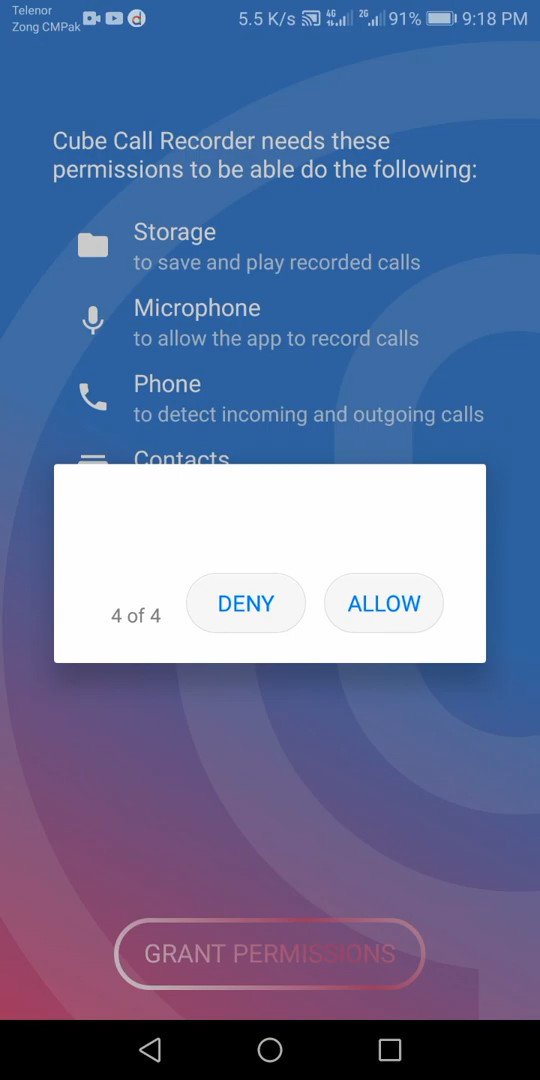 Telenor
Zong CMPak
5.5 K/s 4G 2G 91% 9:18 PM
Cube Call Recorder needs these
permissions to be able do the following:
Storage
to save and play recorded calls
Microphone
to allow the app to record calls
Phone
to detect incoming and outgoing calls
Contacts
4 of 4 DENY ALLOW
GRANT PERMISSIONS